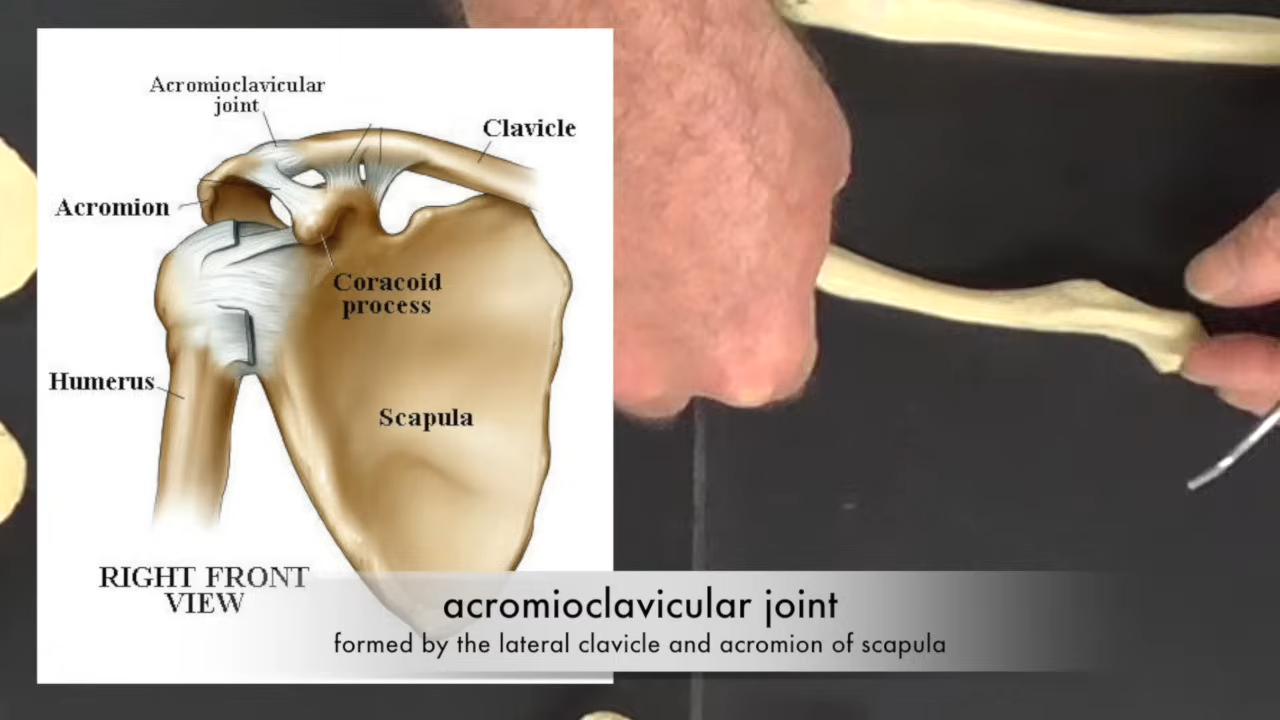 Acromioclavicular
joint
Clavicle
Acromion
Coracoid
process
Humerus
Scapula
RIGHT FRONT
VIEW
acromioclavicular joint
formed by the lateral clavicle and acromion of scapula